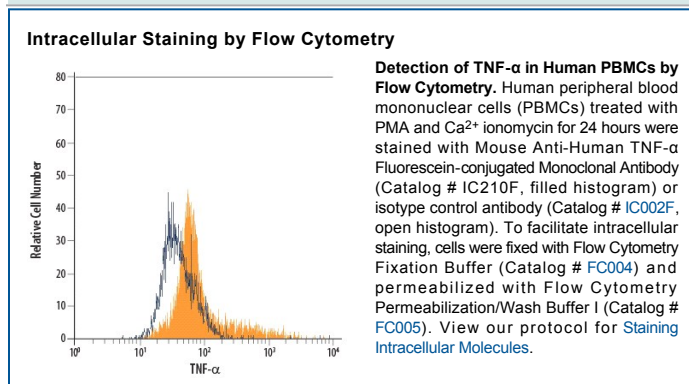 Intracellular Staining by Flow Cytometry
80
70
60
50
40
30
20
10
0
Relative Cell Number
10⁰
10¹
10²
10³
10⁴
TNF-α
Detection of TNF-α in Human PBMCs by
Flow Cytometry. Human peripheral blood
mononuclear cells (PBMCs) treated with
PMA and Ca²⁺ ionomycin for 24 hours were
stained with Mouse Anti-Human TNF-α
Fluorescein-conjugated Monoclonal Antibody
(Catalog # IC210F, filled histogram) or
isotype control antibody (Catalog # IC002F,
open histogram). To facilitate intracellular
staining, cells were fixed with Flow Cytometry
Fixation Buffer (Catalog # FC004) and
permeabilized with Flow Cytometry
Permeabilization/Wash Buffer I (Catalog #
FC005). View our protocol for Staining
Intracellular Molecules.